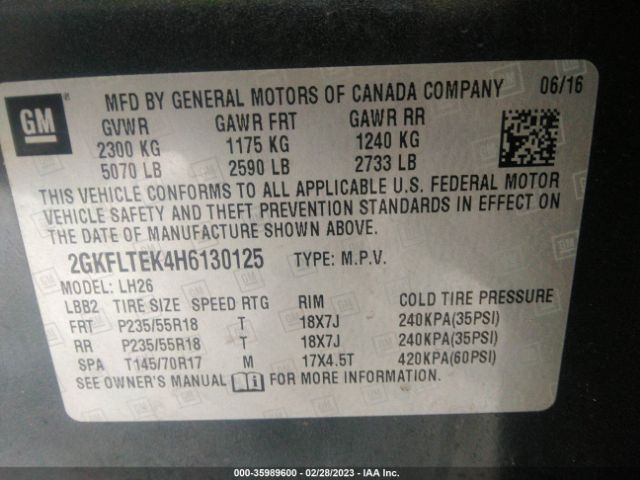 GM ® MFD BY GENERAL MOTORS OF CANADA COMPANY 06/16
GVWR GAWR FRT GAWR RR
2300 KG 1175 KG 1240 KG
5070 LB 2590 LB 2733 LB
THIS VEHICLE CONFORMS TO ALL APPLICABLE U.S. FEDERAL MOTOR
VEHICLE SAFETY AND THEFT PREVENTION STANDARDS IN EFFECT ON
THE DATE OF MANUFACTURE SHOWN ABOVE.
2GKFLTEK4H6130125 TYPE: M.P.V.
MODEL: LH26
LBB2 TIRE SIZE SPEED RTG RIM COLD TIRE PRESSURE
FRT P235/55R18 T 18X7J 240KPA(35PSI)
RR P235/55R18 T 18X7J 240KPA(35PSI)
SPA T145/70R17 M 17X4.5T 420KPA(60PSI)
SEE OWNER'S MANUAL FOR MORE INFORMATION.
000-35989600 - 02/28/2023 - IAA Inc.